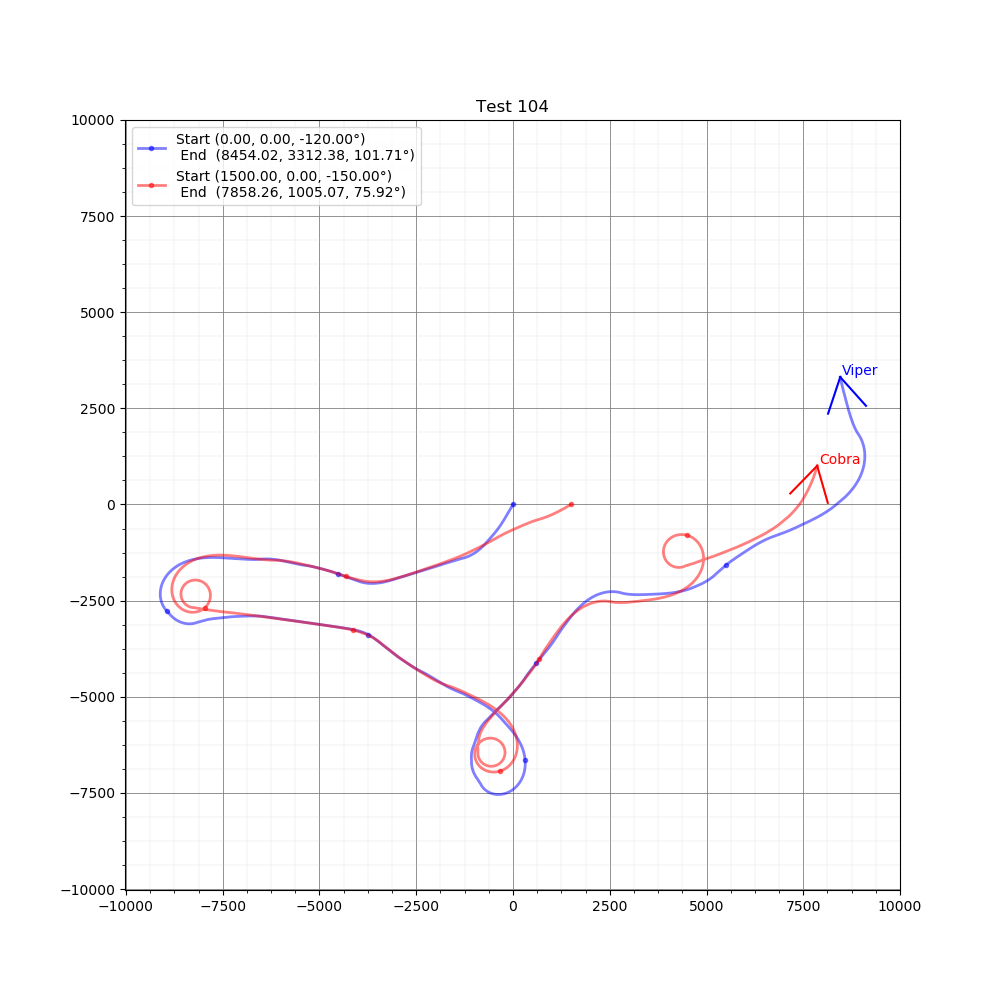 Test 104
Start (0.00, 0.00, -120.00°)
End  (8454.02, 3312.38, 101.71°)
Start (1500.00, 0.00, -150.00°)
End  (7858.26, 1005.07, 75.92°)
10000
7500
5000
2500
0
−2500
−5000
−7500
−10000
Viper
Cobra
−10000 −7500 −5000 −2500 0 2500 5000 7500 10000